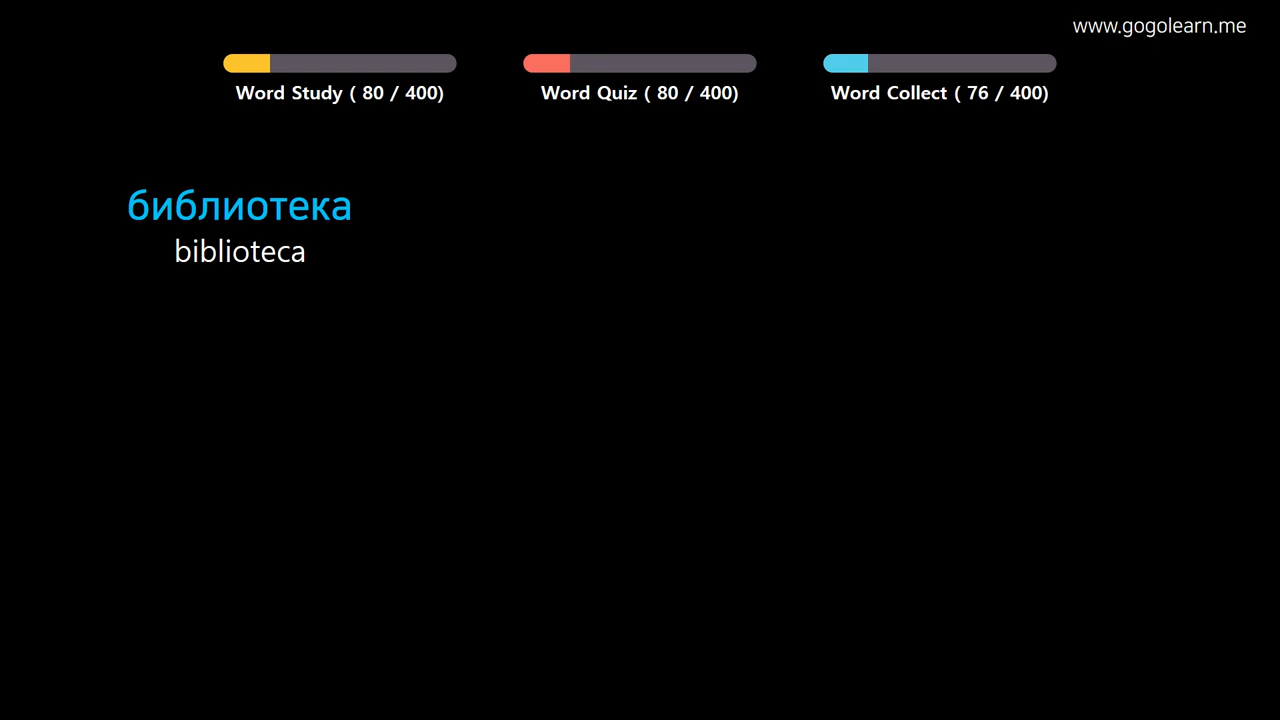 www.gogolearn.me
Word Study ( 80 / 400)
Word Quiz ( 80 / 400)
Word Collect ( 76 / 400)
библиотека
biblioteca